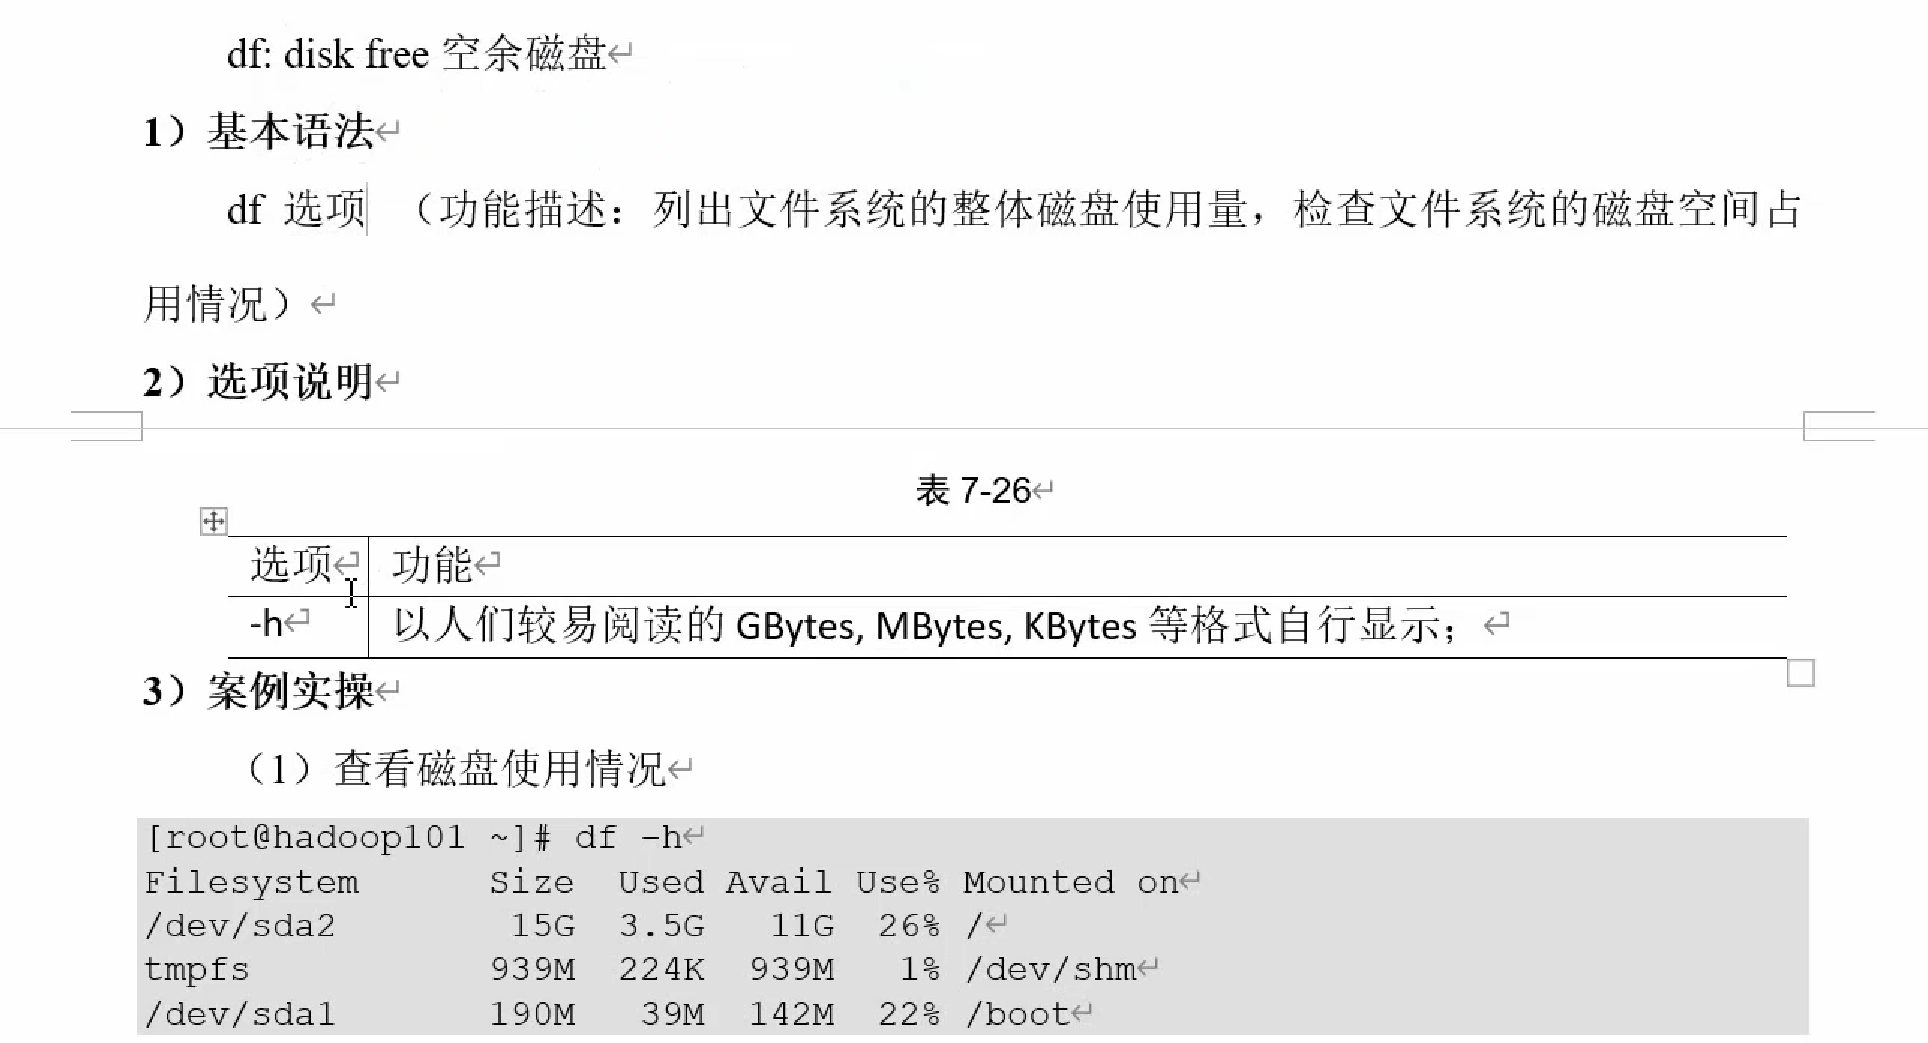 df: disk free 空余磁盘
1）基本语法
df 选项 （功能描述：列出文件系统的整体磁盘使用量，检查文件系统的磁盘空间占
用情况）
2）选项说明
表 7-26
选项 功能
-h 以人们较易阅读的 GBytes, MBytes, KBytes 等格式自行显示；
3）案例实操
（1）查看磁盘使用情况
[root@hadoop101 ~]# df -h
Filesystem Size Used Avail Use% Mounted on
/dev/sda2 15G 3.5G 11G 26% /
tmpfs 939M 224K 939M 1% /dev/shm
/dev/sda1 190M 39M 142M 22% /boot